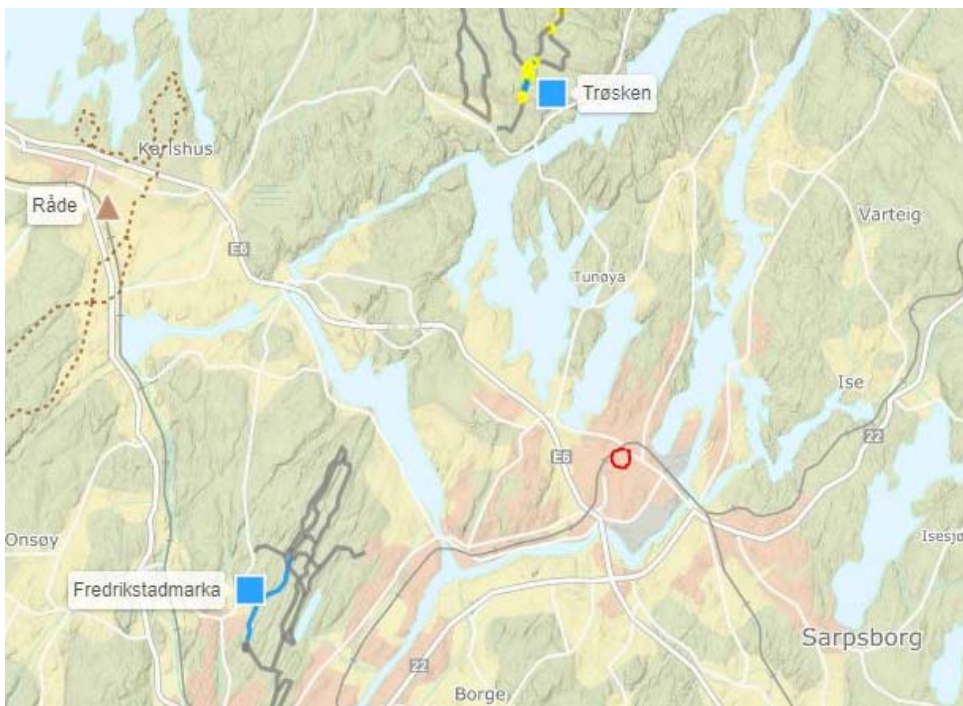 Trøsken
Karlshus
Råde
Varteig
E6
Tunøya
Ise
22
E6
Onsøy
Isesjø
Fredrikstadmarka
Sarpsborg
22
Borge